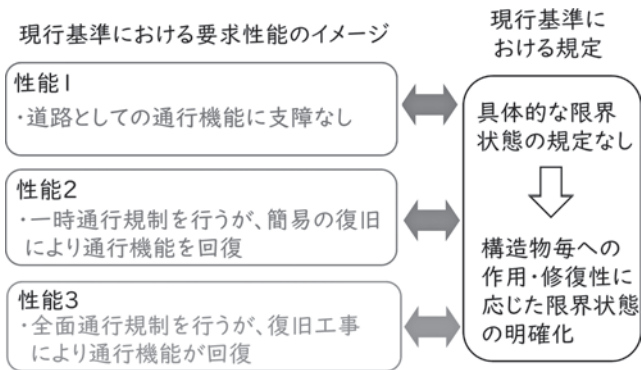 現行基準における要求性能のイメージ
現行基準に
おける規定
性能1
・道路としての通行機能に支障なし
性能2
・一時通行規制を行うが、簡易の復旧
により通行機能を回復
性能3
・全面通行規制を行うが、復旧工事
により通行機能が回復
具体的な限界
状態の規定なし
構造物毎への
作用・修復性に
応じた限界状態
の明確化